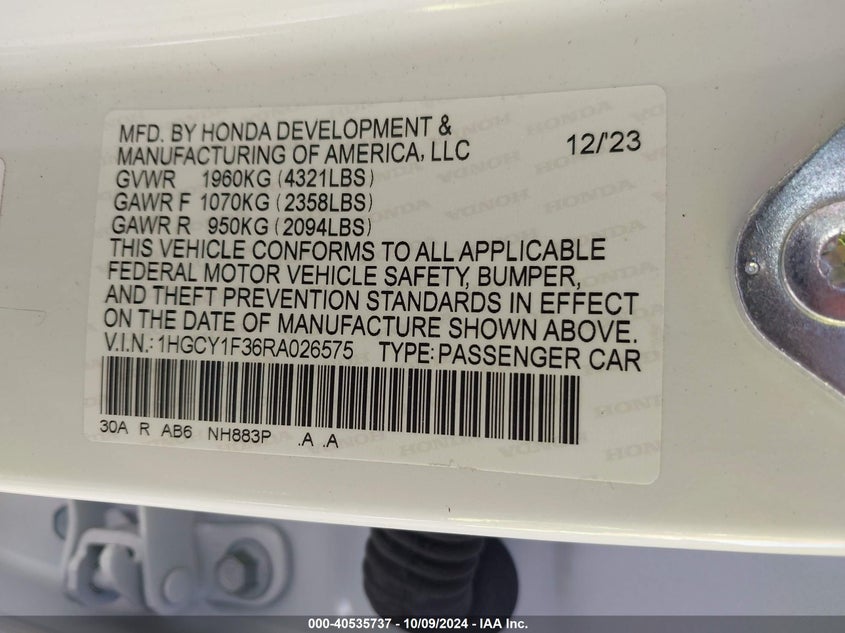 MFD. BY HONDA DEVELOPMENT &
MANUFACTURING OF AMERICA, LLC 12/'23
GVWR 1960KG (4321LBS)
GAWR F 1070KG (2358LBS)
GAWR R 950KG (2094LBS)
THIS VEHICLE CONFORMS TO ALL APPLICABLE
FEDERAL MOTOR VEHICLE SAFETY, BUMPER,
AND THEFT PREVENTION STANDARDS IN EFFECT
ON THE DATE OF MANUFACTURE SHOWN ABOVE.
V.I.N.: 1HGCY1F36RA026575 TYPE: PASSENGER CAR
30A R AB6 NH883P .A .A
000-40535737 - 10/09/2024 - IAA Inc.